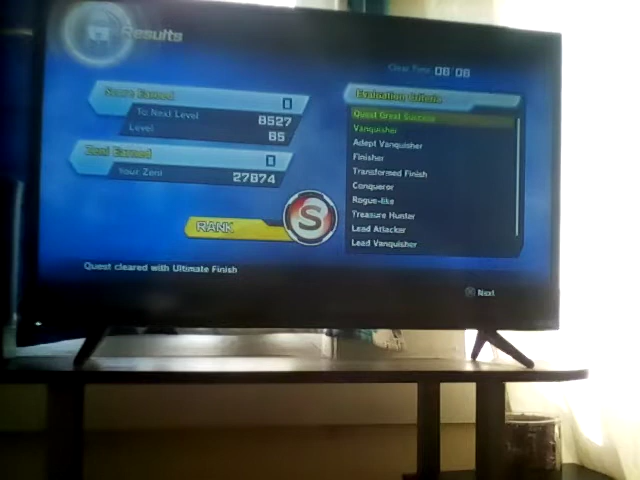 Results
Clear Time 08'08
Score Earned
0
To Next Level 8527
Level 65
Zeni Earned
0
Your Zeni 27874
RANK S
Quest cleared with Ultimate Finish
Evaluation Criteria
Quest Great Success
Vanquisher
Adept Vanquisher
Finisher
Transformed Finish
Conqueror
Rogue-like
Treasure Hunter
Lead Attacker
Lead Vanquisher
Next